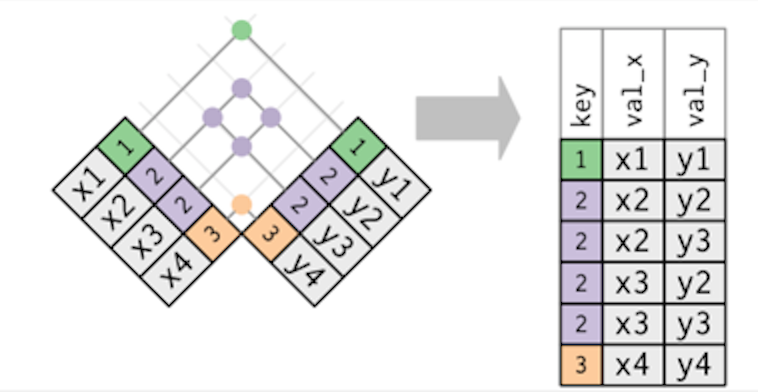 1 x1
2 x2
2 x3
3 x4
1 y1
2 y2
2 y3
3 y4
key val_x val_y
1 x1 y1
2 x2 y2
2 x2 y3
2 x3 y2
2 x3 y3
3 x4 y4